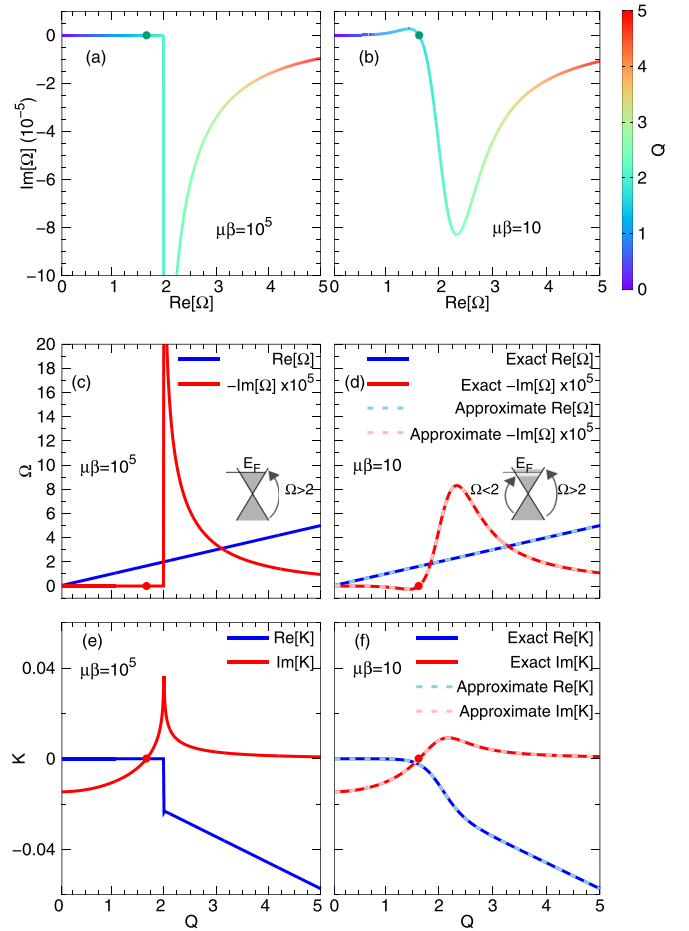 (a)
(b)
0
−2
−4
−6
−8
−10
Im[Ω] (10⁻⁵)
μβ=10⁵
μβ=10
0 1 2 3 4 5
0 1 2 3 4 5
Re[Ω]
Re[Ω]
5
4
3
2
1
0
Q
(c)
Re[Ω]
−Im[Ω] x10⁵
μβ=10⁵
E_F
Ω>2
20
18
16
14
12
10
8
6
4
2
0
Ω
(d)
Exact Re[Ω]
Exact −Im[Ω] x10⁵
Approximate Re[Ω]
Approximate −Im[Ω] x10⁵
μβ=10
E_F
Ω<2
Ω>2
(e)
Re[K]
Im[K]
μβ=10⁵
0.04
0
−0.04
K
(f)
Exact Re[K]
Exact Im[K]
Approximate Re[K]
Approximate Im[K]
μβ=10
0 1 2 3 4 5
0 1 2 3 4 5
Q
Q